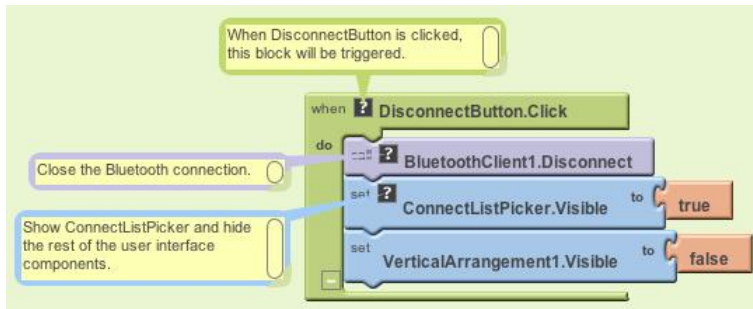 When DisconnectButton is clicked,
this block will be triggered.
when ? DisconnectButton.Click
do
? BluetoothClient1.Disconnect
Close the Bluetooth connection.
set ? ConnectListPicker.Visible to true
Show ConnectListPicker and hide
the rest of the user interface
components.
set VerticalArrangement1.Visible to false